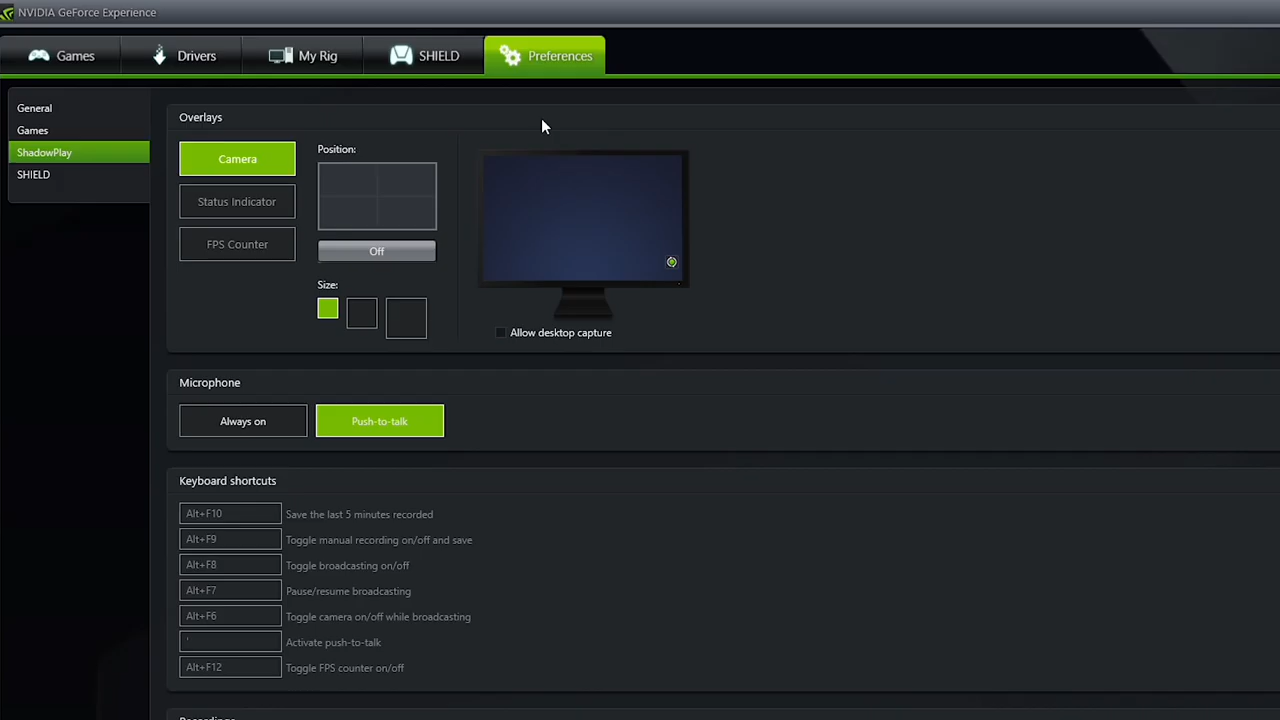 NVIDIA GeForce Experience
Games
Drivers
My Rig
SHIELD
Preferences
General
Games
ShadowPlay
SHIELD
Overlays
Camera
Status Indicator
FPS Counter
Position:
Off
Size:
Allow desktop capture
Microphone
Always on
Push-to-talk
Keyboard shortcuts
Alt+F10 Save the last 5 minutes recorded
Alt+F9 Toggle manual recording on/off and save
Alt+F8 Toggle broadcasting on/off
Alt+F7 Pause/resume broadcasting
Alt+F6 Toggle camera on/off while broadcasting
' Activate push-to-talk
Alt+F12 Toggle FPS counter on/off
Recordings